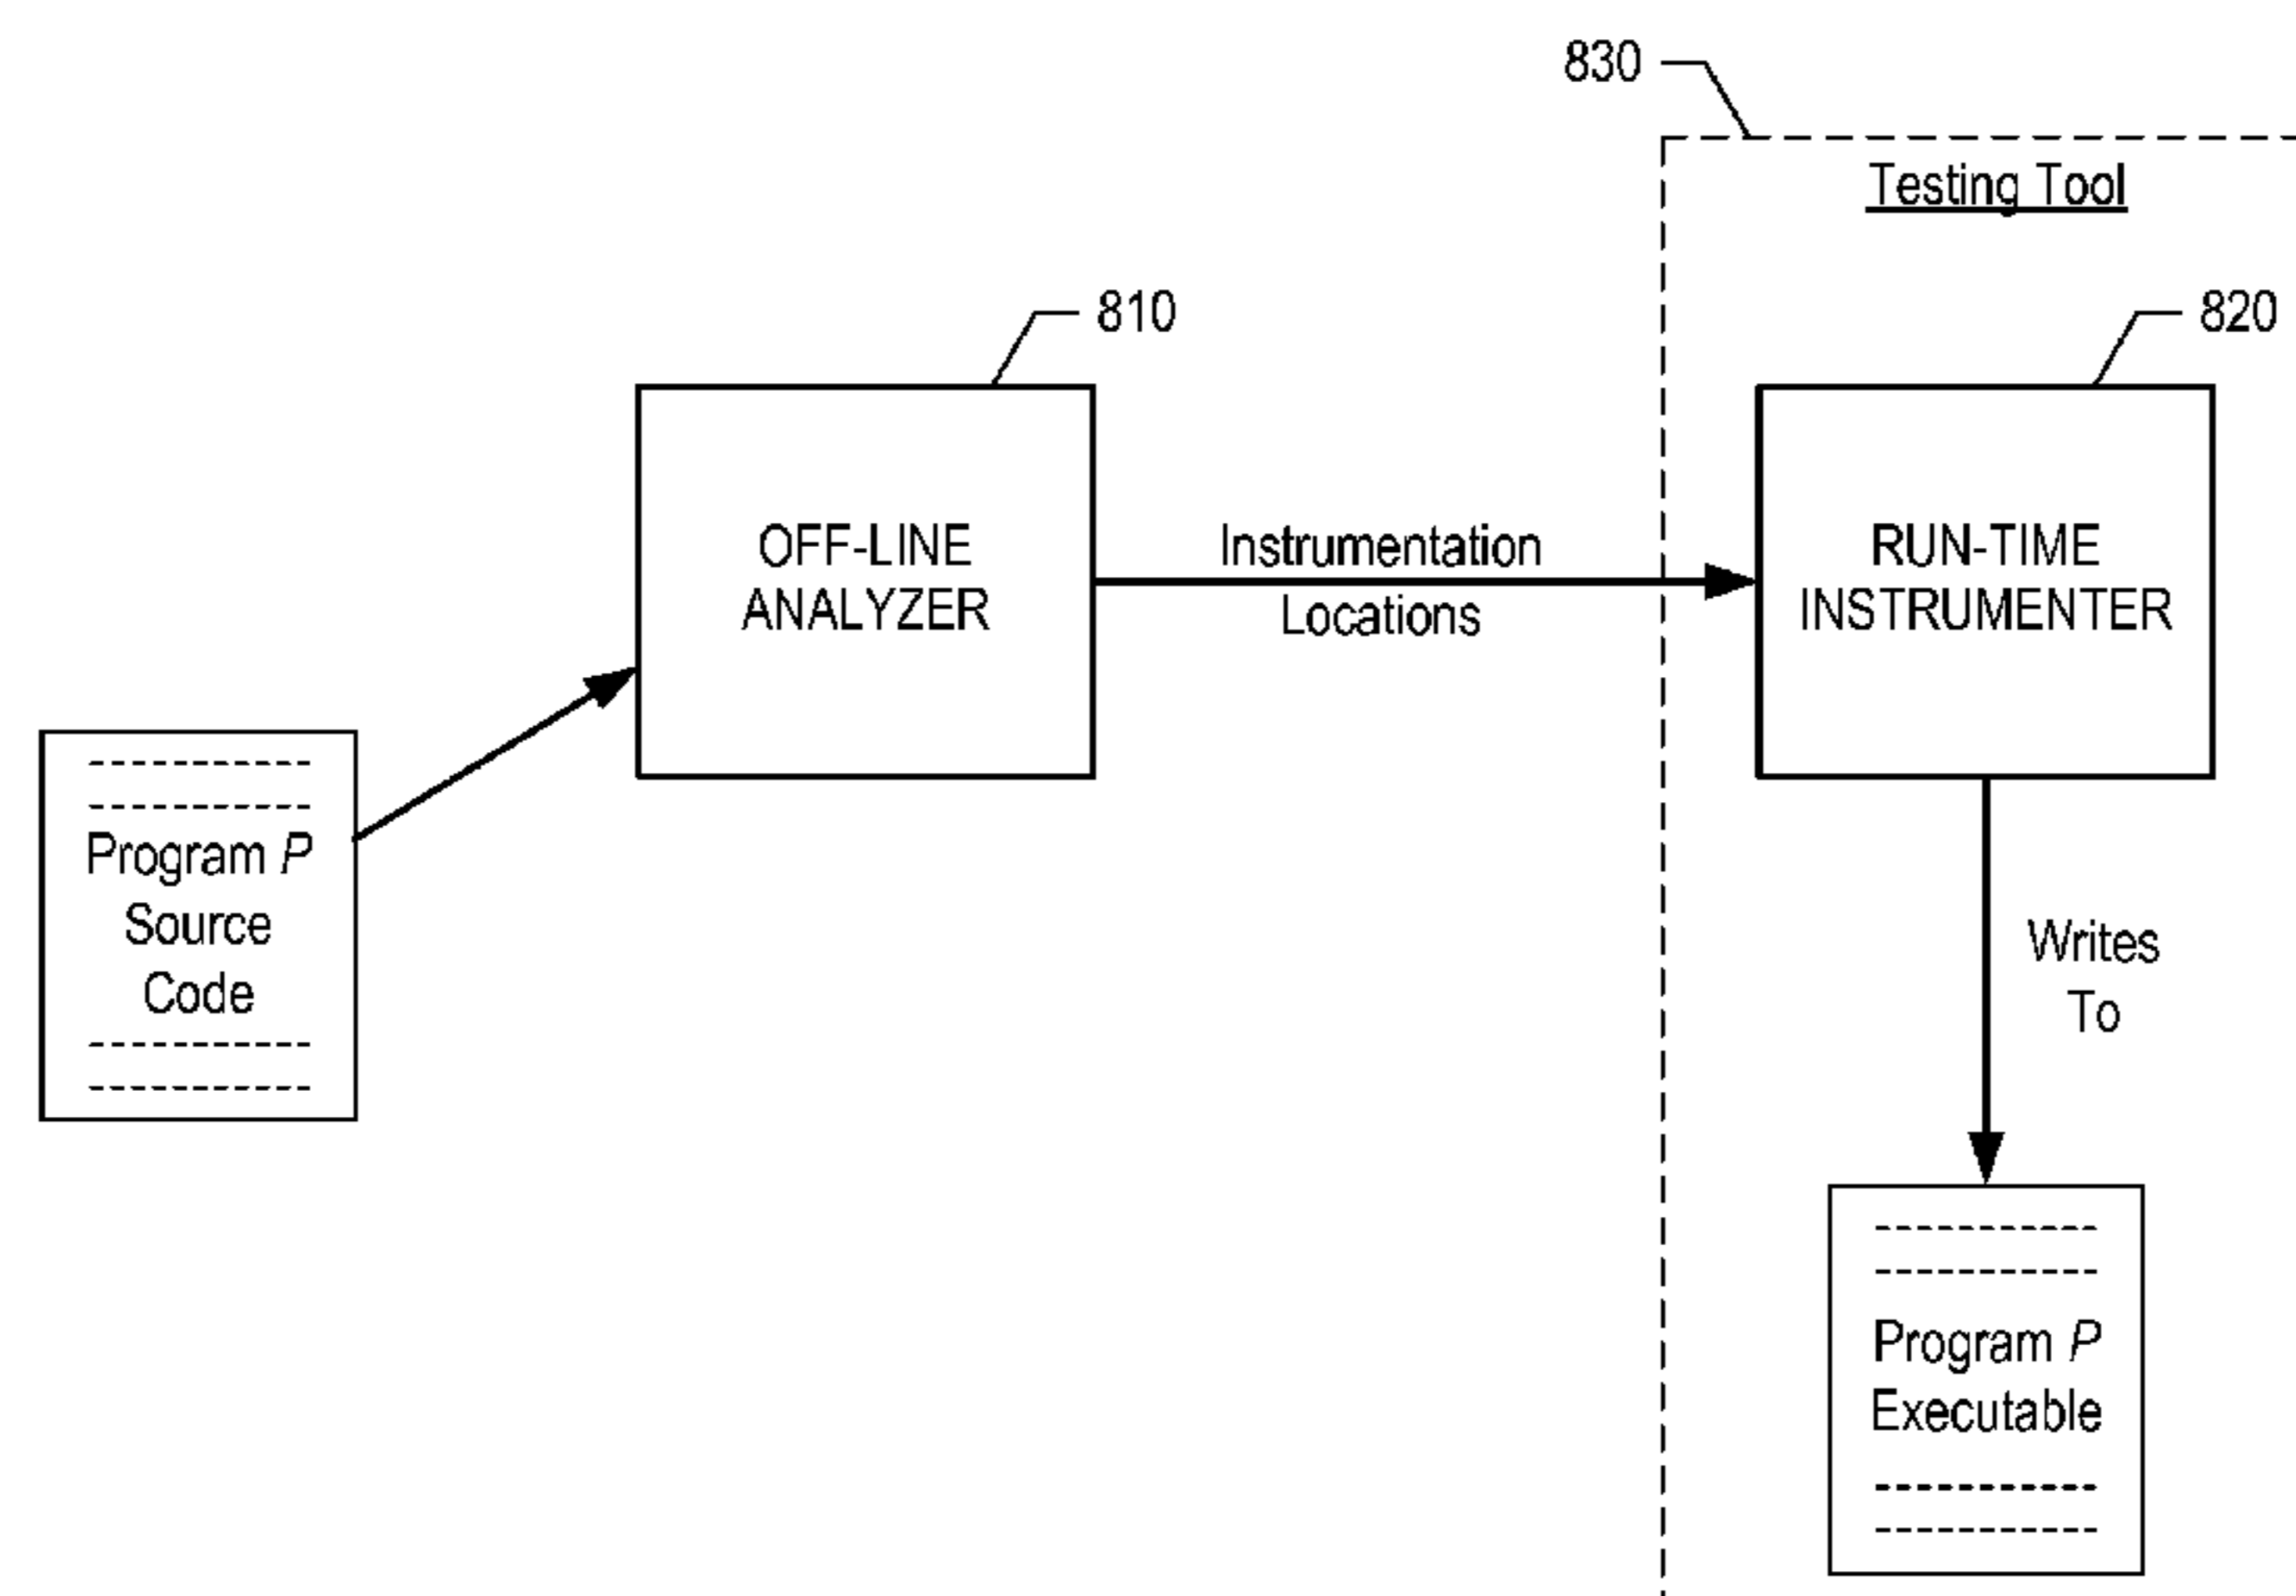 830
Testing Tool
810
820
OFF-LINE
ANALYZER
Instrumentation
Locations
RUN-TIME
INSTRUMENTER
Program P
Source
Code
Writes
To
Program P
Executable